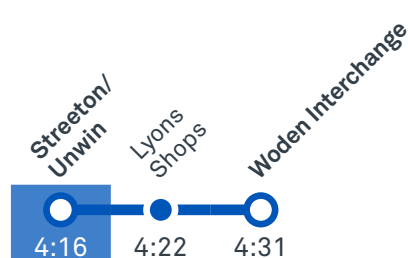 Streeton/
Unwin
Lyons
Shops
Woden Interchange
4:16 4:22 4:31